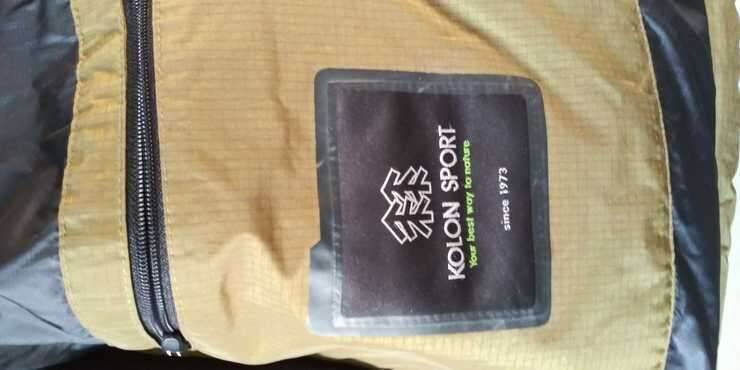 KOLON SPORT
Your best way to nature
since 1973